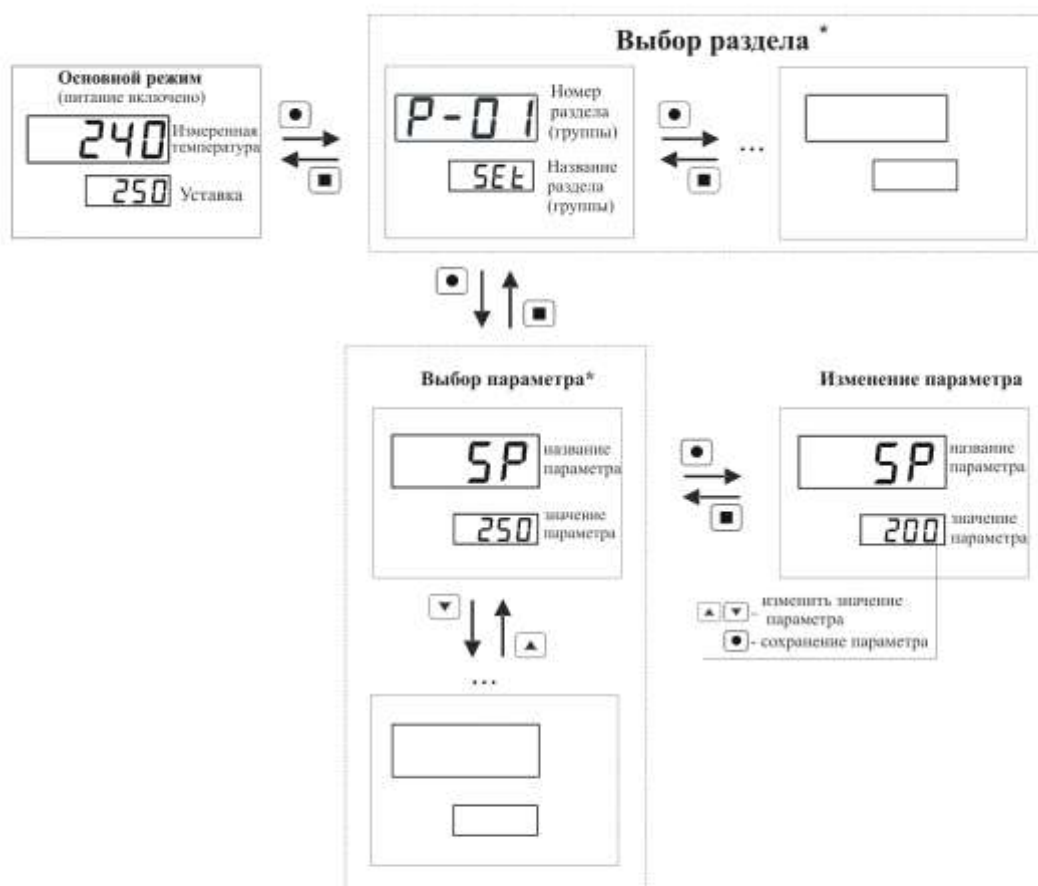 Выбор раздела *
Основной режим
(питание включено)
240
Измеренная
температура
250
Уставка
P-01
Номер
раздела
(группы)
SEt
Название
раздела
(группы)
...
Выбор параметра*
SP
название
параметра
250
значение
параметра
...
Изменение параметра
SP
название
параметра
200
значение
параметра
- изменить значение
параметра
- сохранение параметра